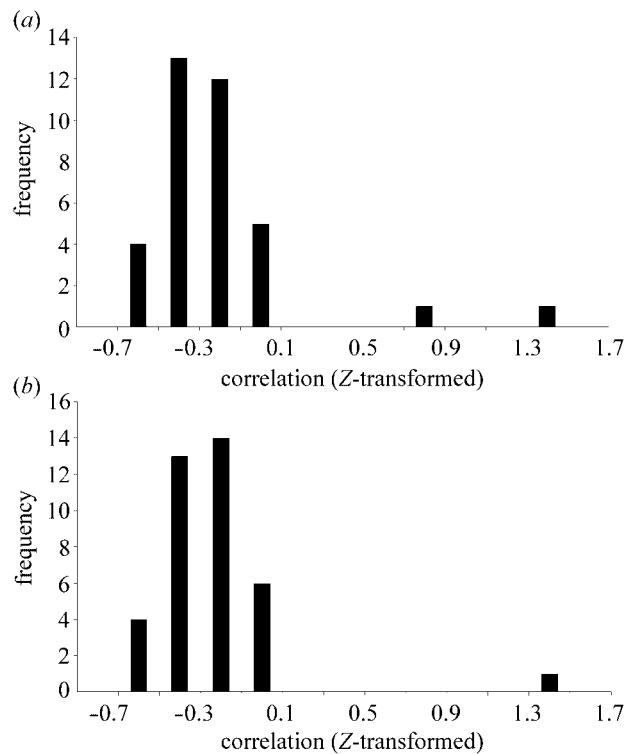 (a)
14
12
10
8
6
4
2
0
frequency
–0.7 –0.3 0.1 0.5 0.9 1.3 1.7
correlation (Z-transformed)
(b)
16
14
12
10
8
6
4
2
0
frequency
–0.7 –0.3 0.1 0.5 0.9 1.3 1.7
correlation (Z-transformed)